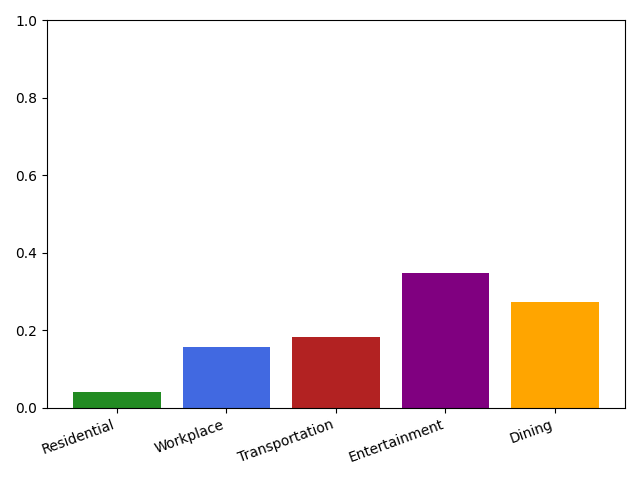 1.0
0.8
0.6
0.4
0.2
0.0
Residential
Workplace
Transportation
Entertainment
Dining